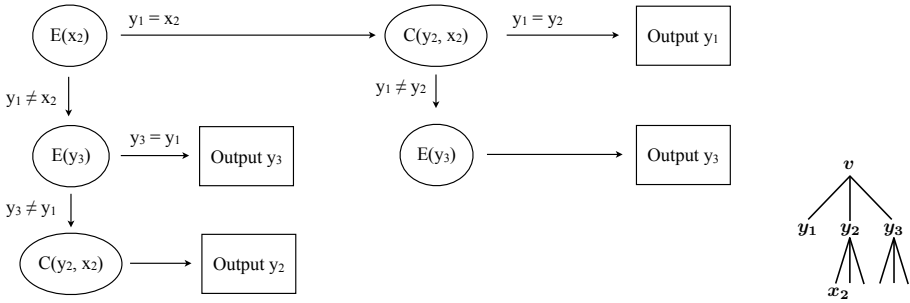 E(x₂)
y₁ = x₂
C(y₂, x₂)
y₁ = y₂
Output y₁
y₁ ≠ x₂
y₁ ≠ y₂
E(y₃)
y₃ = y₁
Output y₃
E(y₃)
Output y₃
y₃ ≠ y₁
C(y₂, x₂)
Output y₂
v
y₁ y₂ y₃
x₂